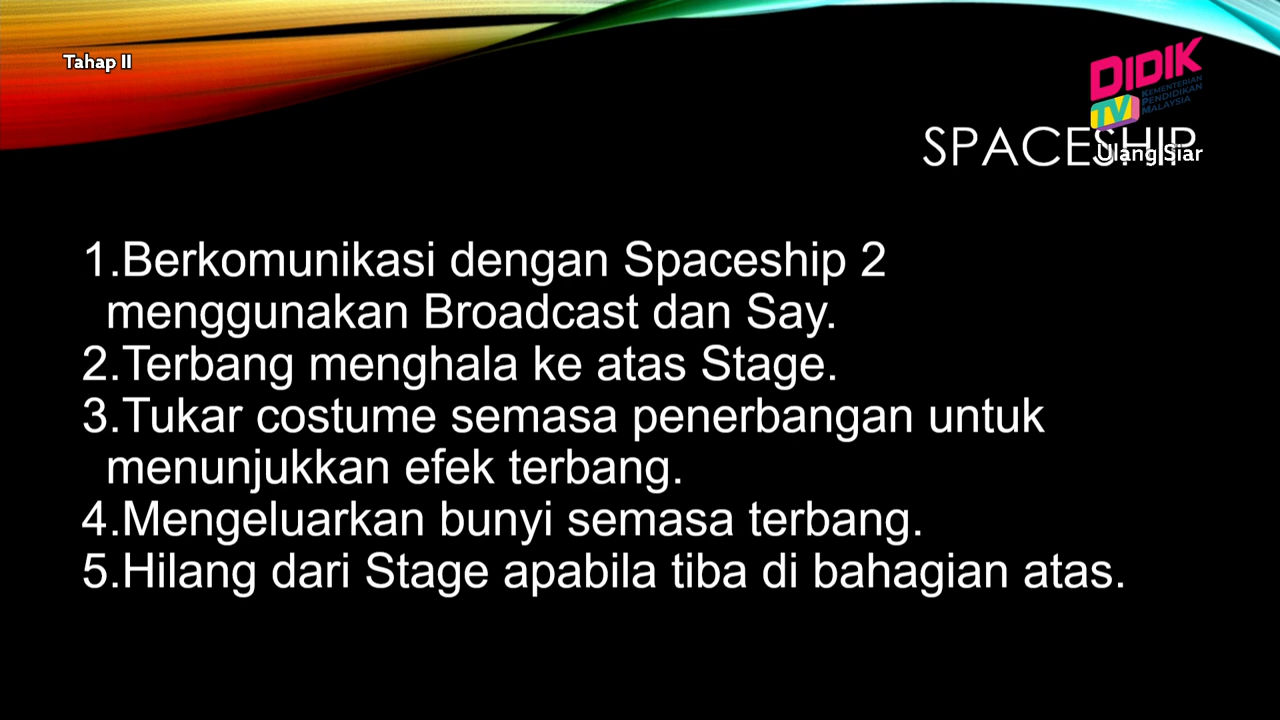 Tahap II
DIDIK
TV
KEMENTERIAN
PENDIDIKAN
MALAYSIA
SPACESHIP
Ulang Siar
1.Berkomunikasi dengan Spaceship 2
menggunakan Broadcast dan Say.
2.Terbang menghala ke atas Stage.
3.Tukar costume semasa penerbangan untuk
menunjukkan efek terbang.
4.Mengeluarkan bunyi semasa terbang.
5.Hilang dari Stage apabila tiba di bahagian atas.